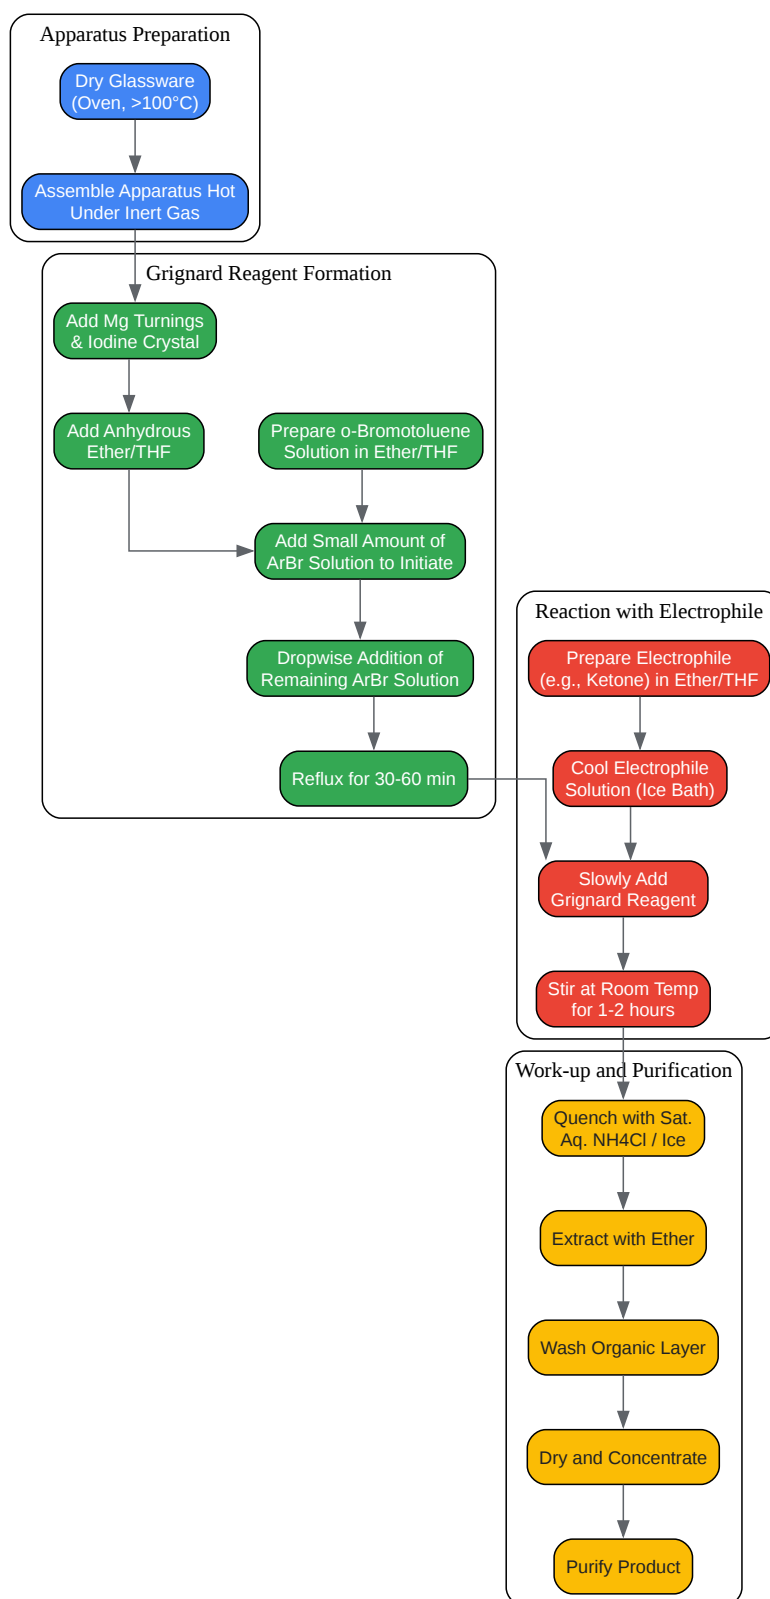 Apparatus Preparation
Dry Glassware
(Oven, >100°C)
Assemble Apparatus Hot
Under Inert Gas
Grignard Reagent Formation
Add Mg Turnings
& Iodine Crystal
Add Anhydrous
Ether/THF
Prepare o-Bromotoluene
Solution in Ether/THF
Add Small Amount of
ArBr Solution to Initiate
Dropwise Addition of
Remaining ArBr Solution
Reflux for 30-60 min
Reaction with Electrophile
Prepare Electrophile
(e.g., Ketone) in Ether/THF
Cool Electrophile
Solution (Ice Bath)
Slowly Add
Grignard Reagent
Stir at Room Temp
for 1-2 hours
Work-up and Purification
Quench with Sat.
Aq. NH4Cl / Ice
Extract with Ether
Wash Organic Layer
Dry and Concentrate
Purify Product